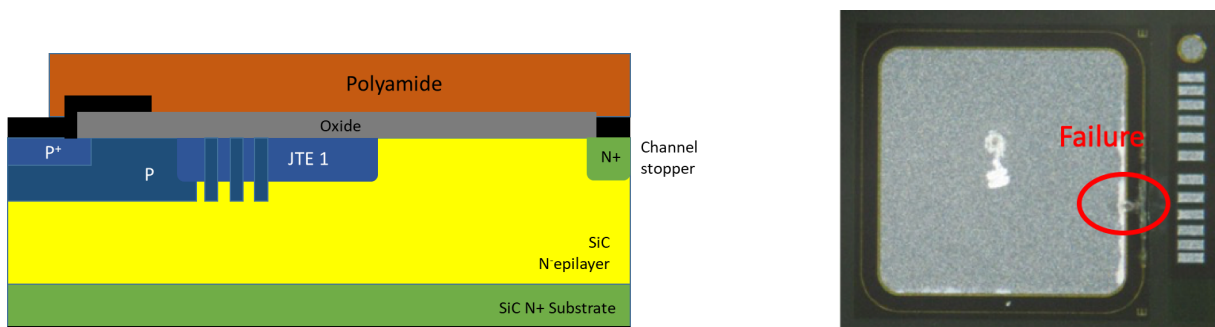 Polyamide
Oxide
P+
P
JTE 1
N+
Channel
stopper
SiC
N-epilayer
SiC N+ Substrate
Failure